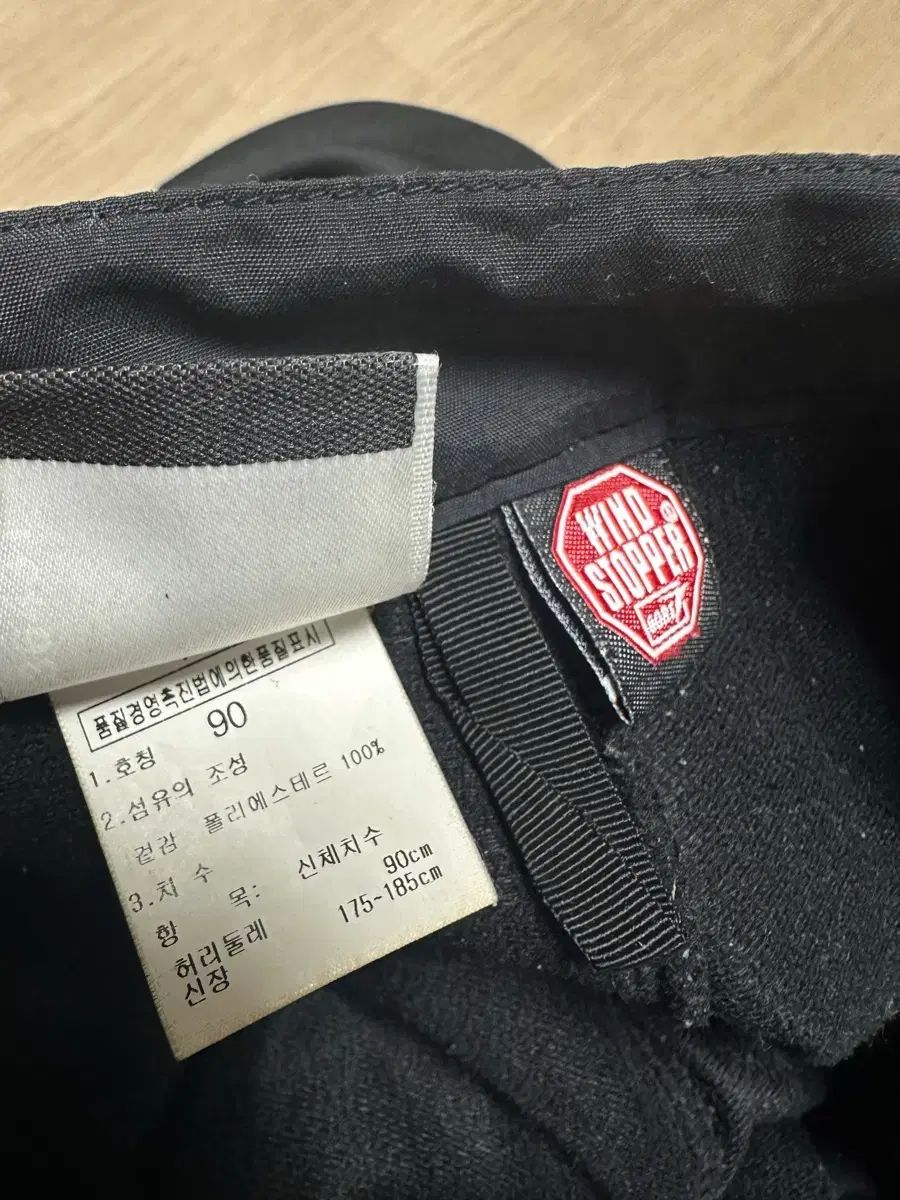 WIND
STOPPER
®
GORE
품질경영촉진법에의한품질표시
1.호칭 90
2.섬유의 조성
겉감 폴리에스테르 100%
3.치 수
항 목: 신체치수
허리둘레 90cm
신장 175~185cm